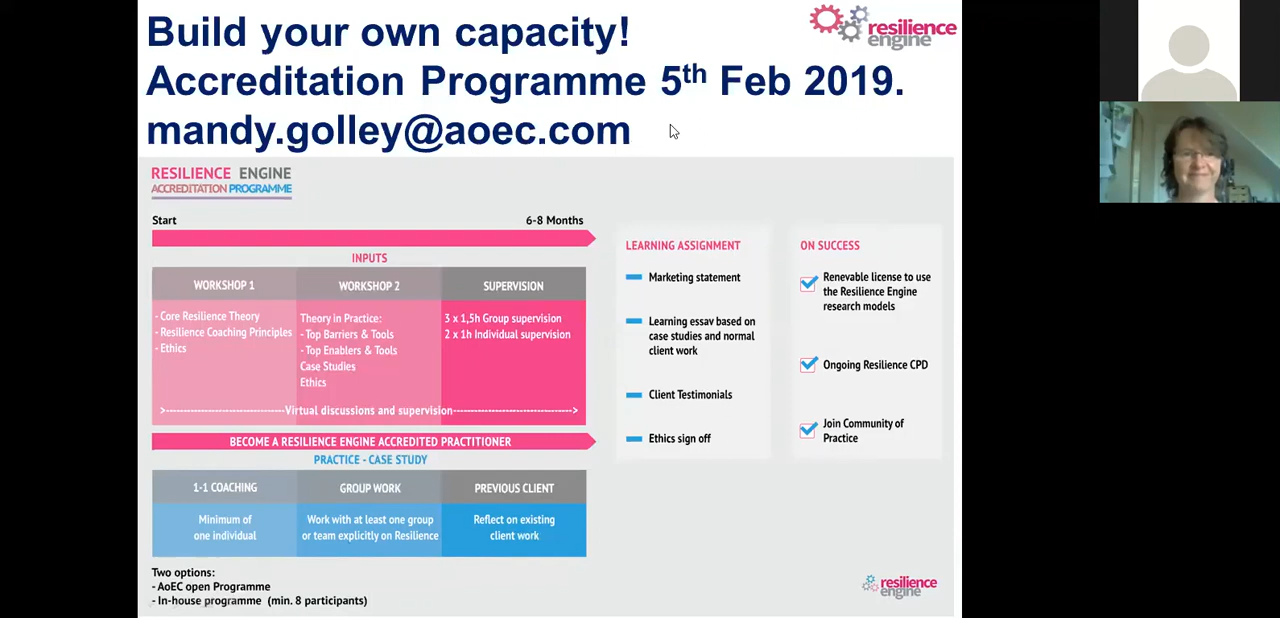 Build your own capacity!
Accreditation Programme 5th Feb 2019.
mandy.golley@aoec.com
resilience
engine
RESILIENCE ENGINE
ACCREDITATION PROGRAMME
Start
6-8 Months
INPUTS
WORKSHOP 1
- Core Resilience Theory
- Resilience Coaching Principles
- Ethics
WORKSHOP 2
Theory in Practice:
- Top Barriers & Tools
- Top Enablers & Tools
Case Studies
Ethics
SUPERVISION
3 x 1,5h Group supervision
2 x 1h Individual supervision
>-----------------------------Virtual discussions and supervision-----------------------------> 
BECOME A RESILIENCE ENGINE ACCREDITED PRACTITIONER
PRACTICE - CASE STUDY
1-1 COACHING
Minimum of
one individual
GROUP WORK
Work with at least one group
or team explicitly on Resilience
PREVIOUS CLIENT
Reflect on existing
client work
Two options:
- AoEC open Programme
- In-house programme (min. 8 participants)
LEARNING ASSIGNMENT
Marketing statement
Learning essav based on
case studies and normal
client work
Client Testimonials
Ethics sign off
ON SUCCESS
Renevable license to use
the Resilience Engine
research models
Ongoing Resilience CPD
Join Community of
Practice
resilience
engine